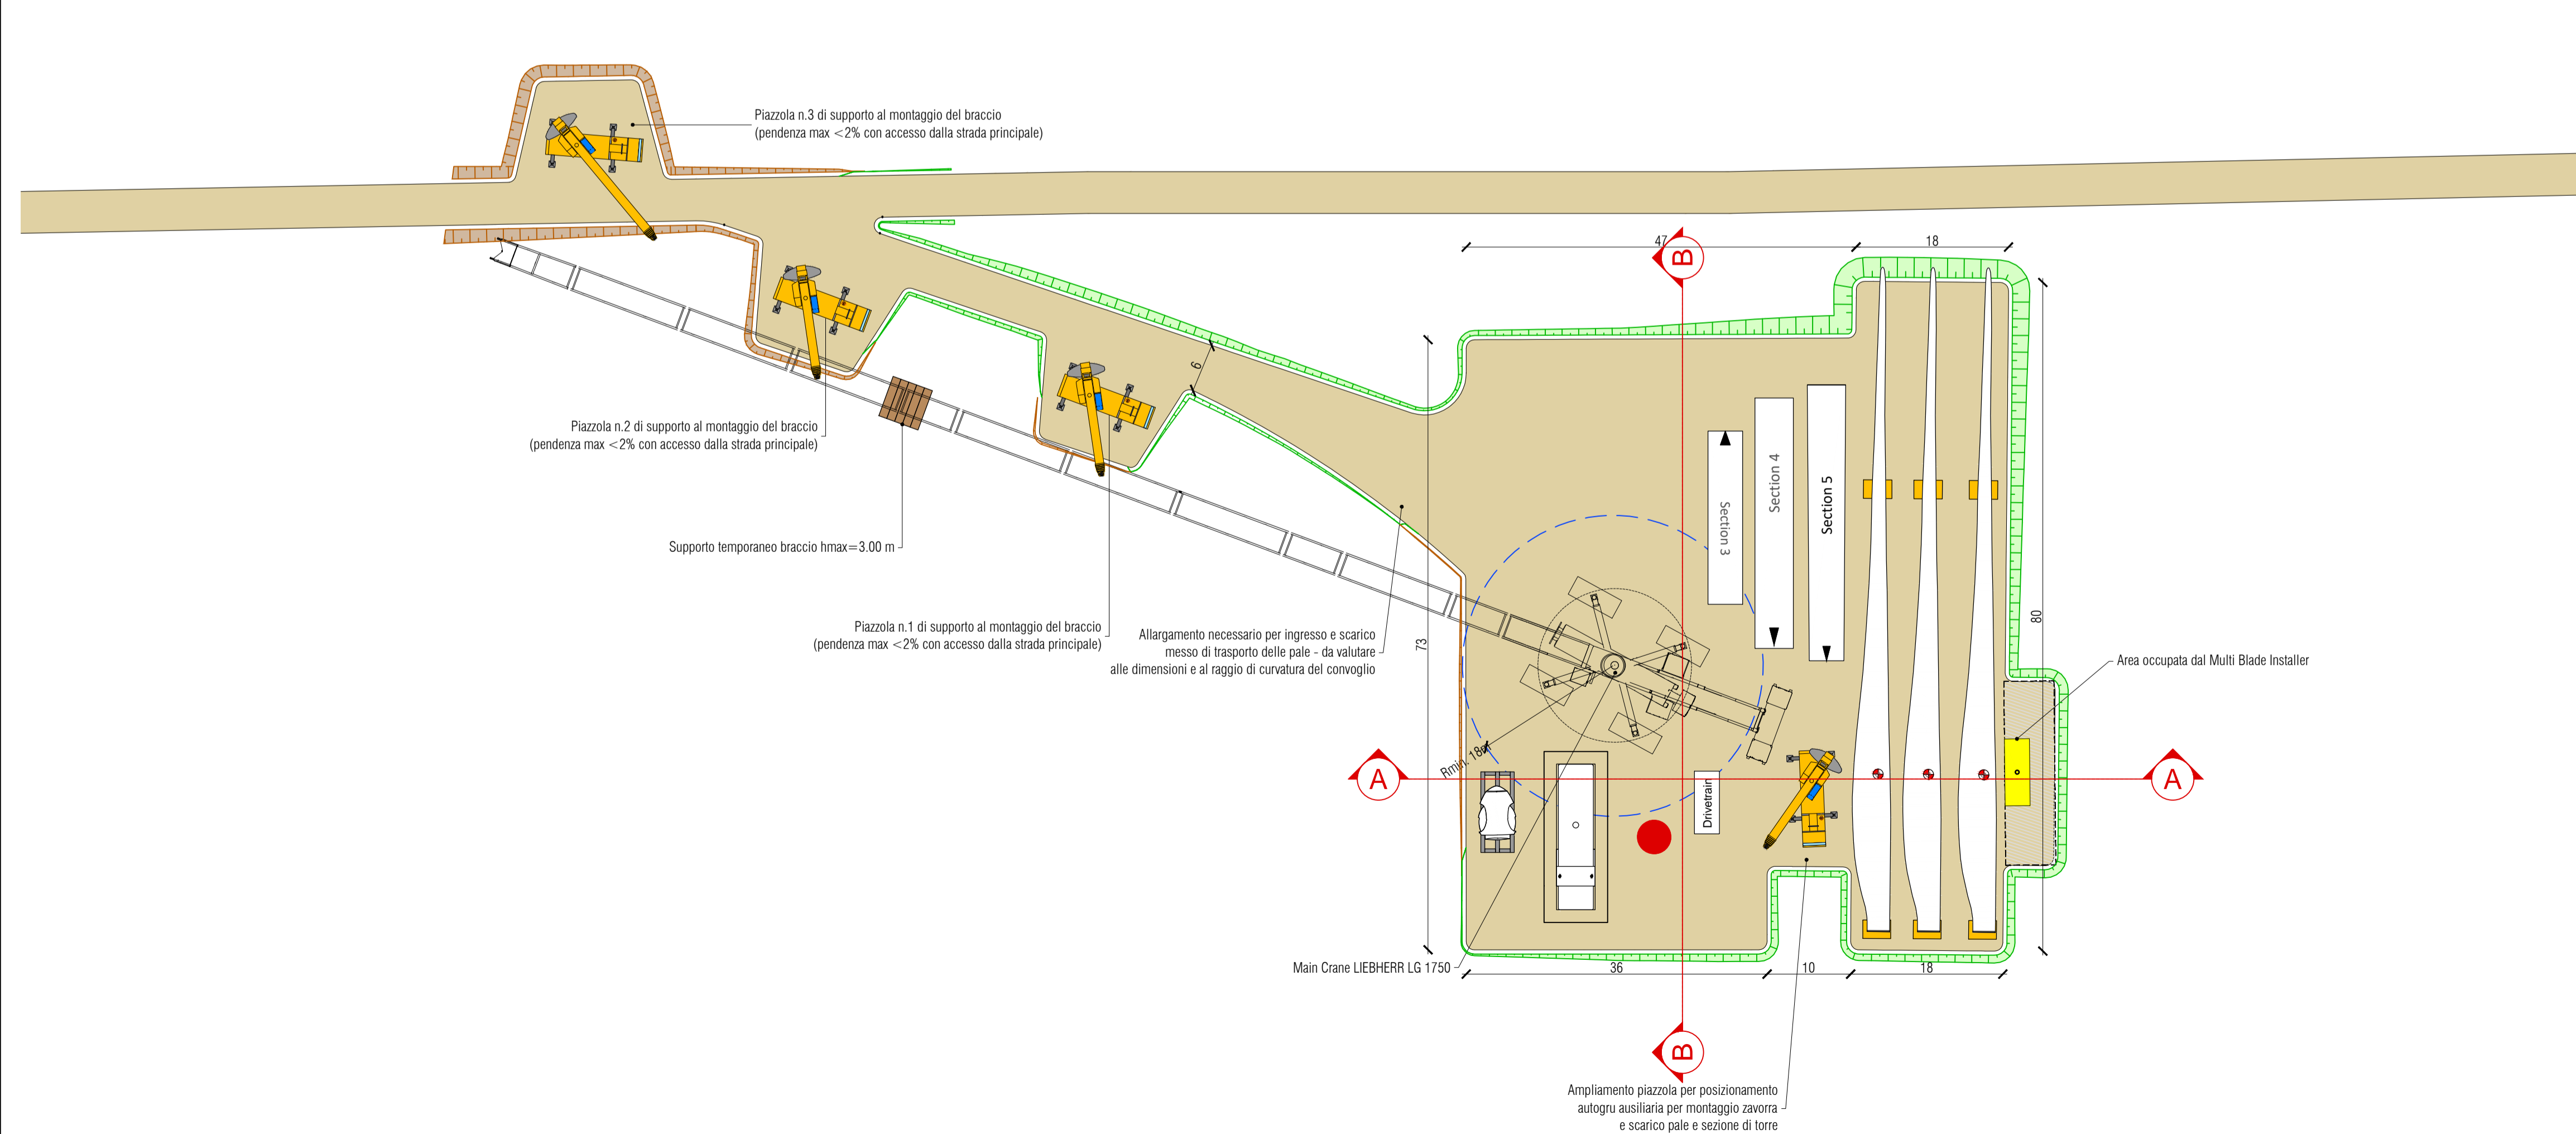 Piazzola n.3 di supporto al montaggio del braccio
(pendenza max <2% con accesso dalla strada principale)
47
18
B
6
Piazzola n.2 di supporto al montaggio del braccio
(pendenza max <2% con accesso dalla strada principale)
Section 3
Section 4
Section 5
Supporto temporaneo braccio hmax=3.00 m
80
73
Piazzola n.1 di supporto al montaggio del braccio
(pendenza max <2% con accesso dalla strada principale)
Allargamento necessario per ingresso e scarico
messo di trasporto delle pale - da valutare
alle dimensioni e al raggio di curvatura del convoglio
Area occupata dal Multi Blade Installer
Rmin. 18m
A
A
Drivetrain
Main Crane LIEBHERR LG 1750
36
10
18
B
Ampliamento piazzola per posizionamento
autogru ausiliaria per montaggio zavorra
e scarico pale e sezione di torre